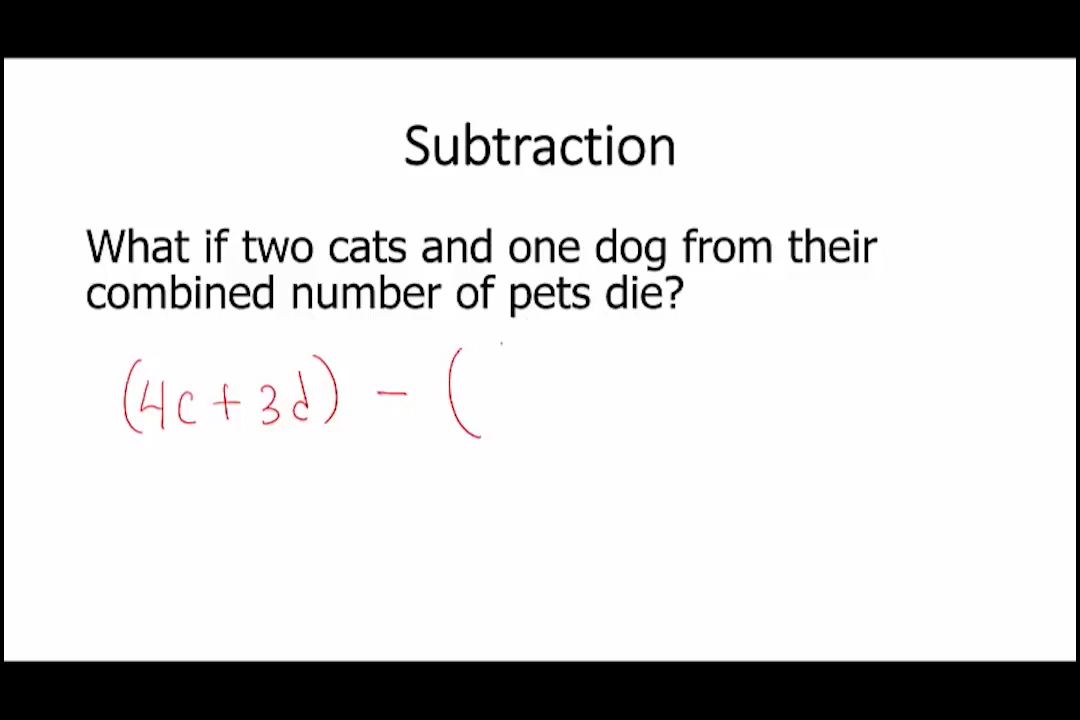 Subtraction
What if two cats and one dog from their
combined number of pets die?
(4c + 3d) - (